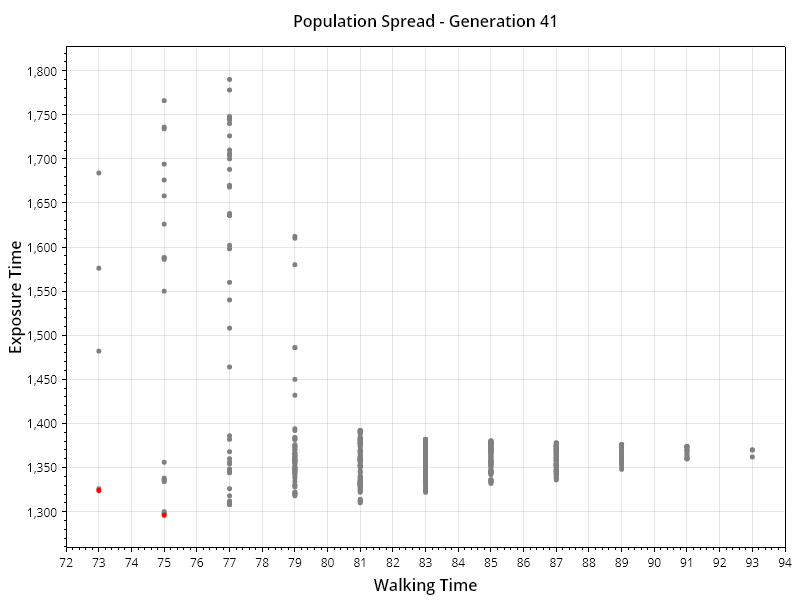 Population Spread - Generation 41
Exposure Time
1,800
1,750
1,700
1,650
1,600
1,550
1,500
1,450
1,400
1,350
1,300
72 73 74 75 76 77 78 79 80 81 82 83 84 85 86 87 88 89 90 91 92 93 94
Walking Time